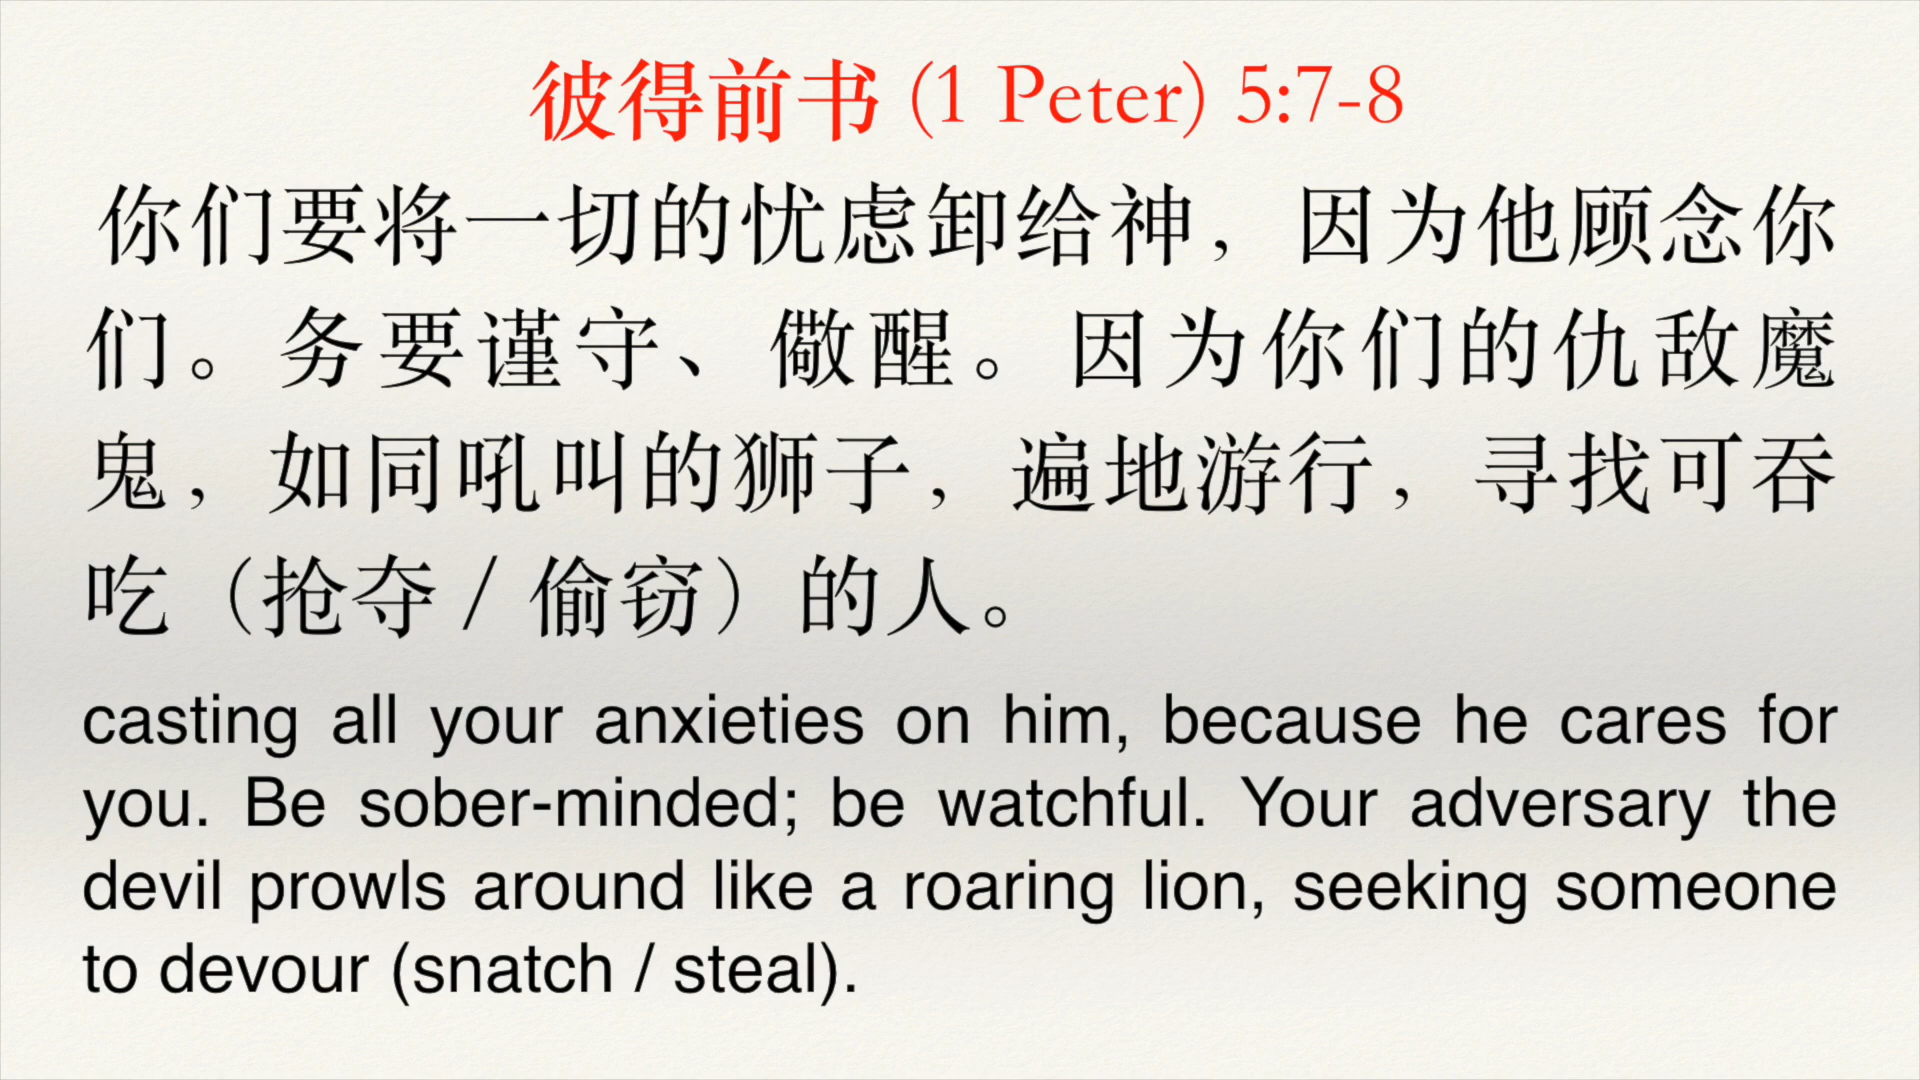 彼得前书 (1 Peter) 5:7-8
你们要将一切的忧虑卸给神，因为他顾念你
们。务要谨守、儆醒。因为你们的仇敌魔
鬼，如同吼叫的狮子，遍地游行，寻找可吞
吃（抢夺 / 偷窃）的人。
casting all your anxieties on him, because he cares for
you. Be sober-minded; be watchful. Your adversary the
devil prowls around like a roaring lion, seeking someone
to devour (snatch / steal).